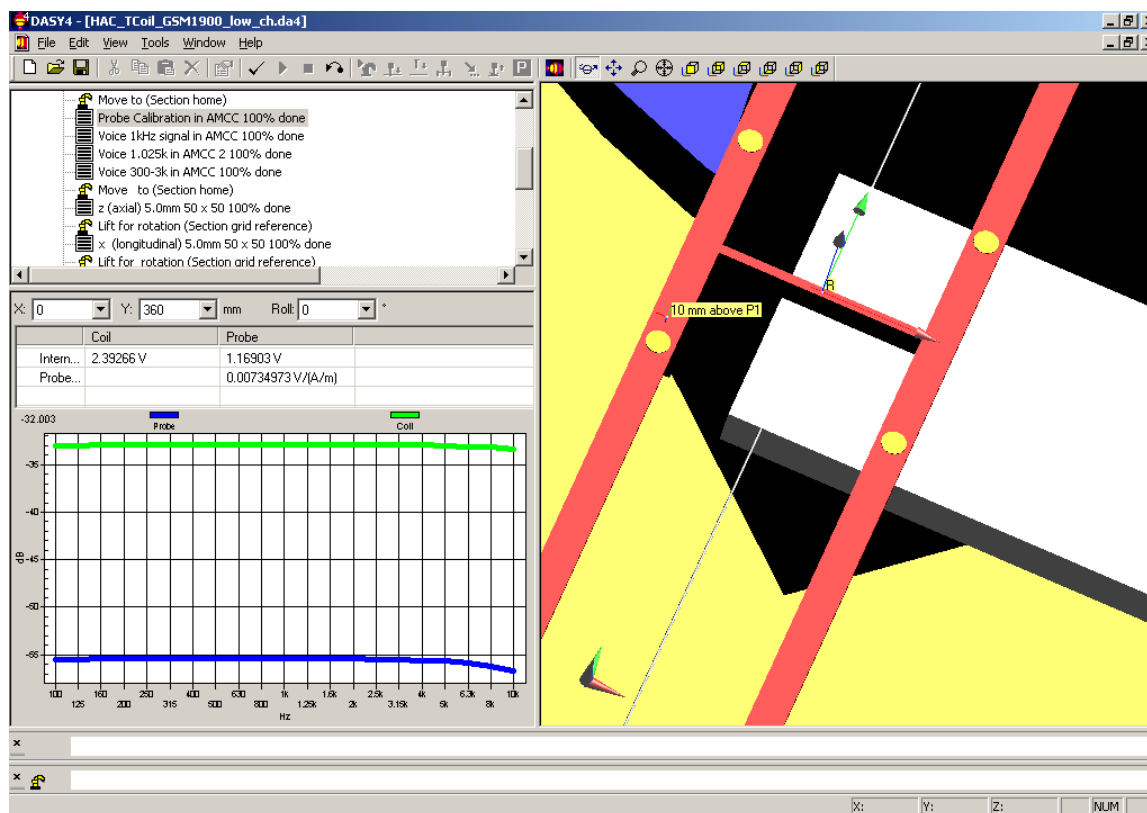 DASY4 - [HAC_TCoil_GSM1900_low_ch.da4]
File Edit View Tools Window Help
Move to (Section home)
Probe Calibration in AMCC 100% done
Voice 1kHz signal in AMCC 100% done
Voice 1.025k in AMCC 2 100% done
Voice 300-3k in AMCC 100% done
Move to (Section home)
z (axial) 5.0mm 50 x 50 100% done
Lift for rotation (Section grid reference)
x (longitudinal) 5.0mm 50 x 50 100% done
Lift for rotation (Section grid reference)
X: 0 Y: 360 mm Roll: 0 °
Coil Probe
Intern... 2.39266 V 1.16903 V
Probe... 0.00734973 V/(A/m)
-32.003
Probe Coil
-35
-40
dB -45
-50
-55
100 160 250 400 630 1k 1.6k 2.5k 4k 6.3k 10k
125 200 315 500 800 1.25k 2k 3.15k 5k 8k
Hz
R
10 mm above P1
X: Y: Z: NUM